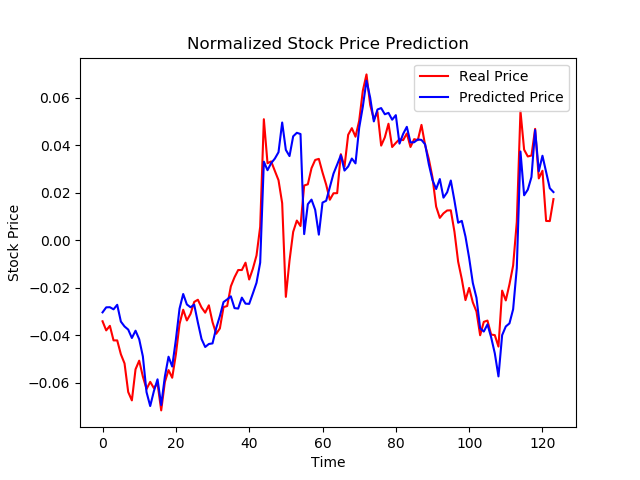 Normalized Stock Price Prediction
Real Price
Predicted Price
0.06
0.04
0.02
0.00
−0.02
−0.04
−0.06
Stock Price
0 20 40 60 80 100 120
Time